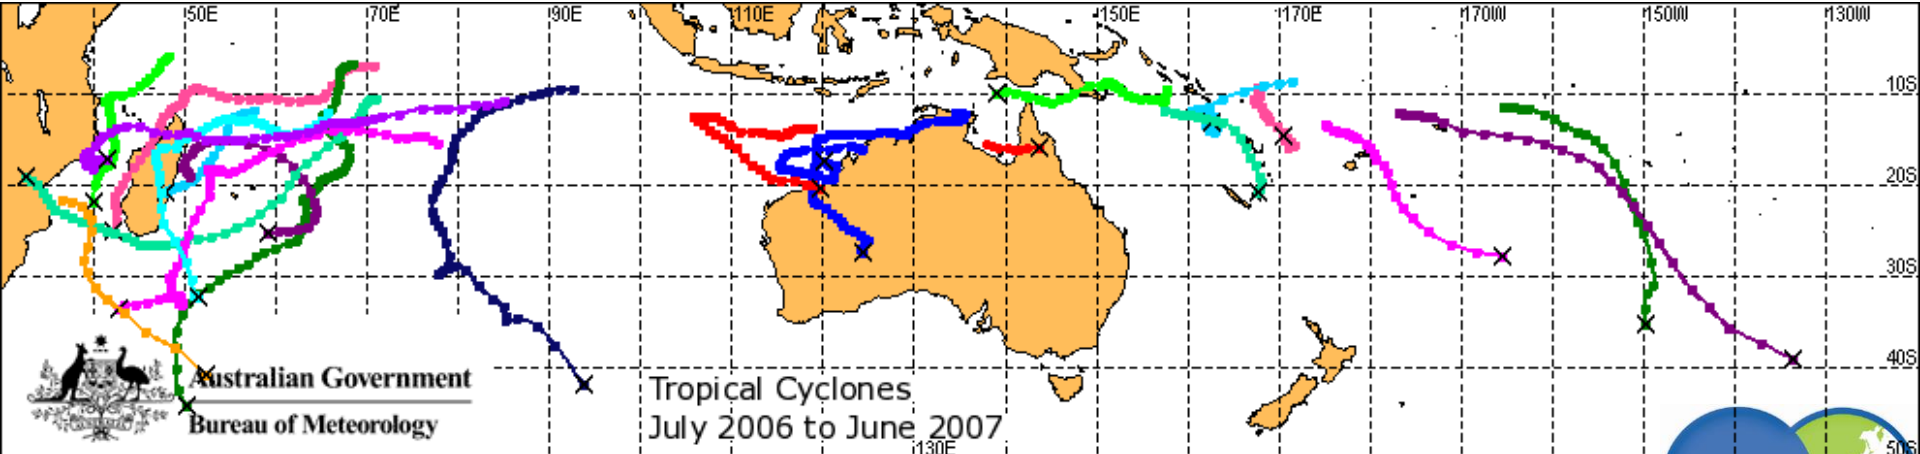 50E 70E 90E 110E 150E 170E 170W 150W 130W
10S
20S
30S
40S
Australian Government
Bureau of Meteorology
Tropical Cyclones
July 2006 to June 2007
130E
50S